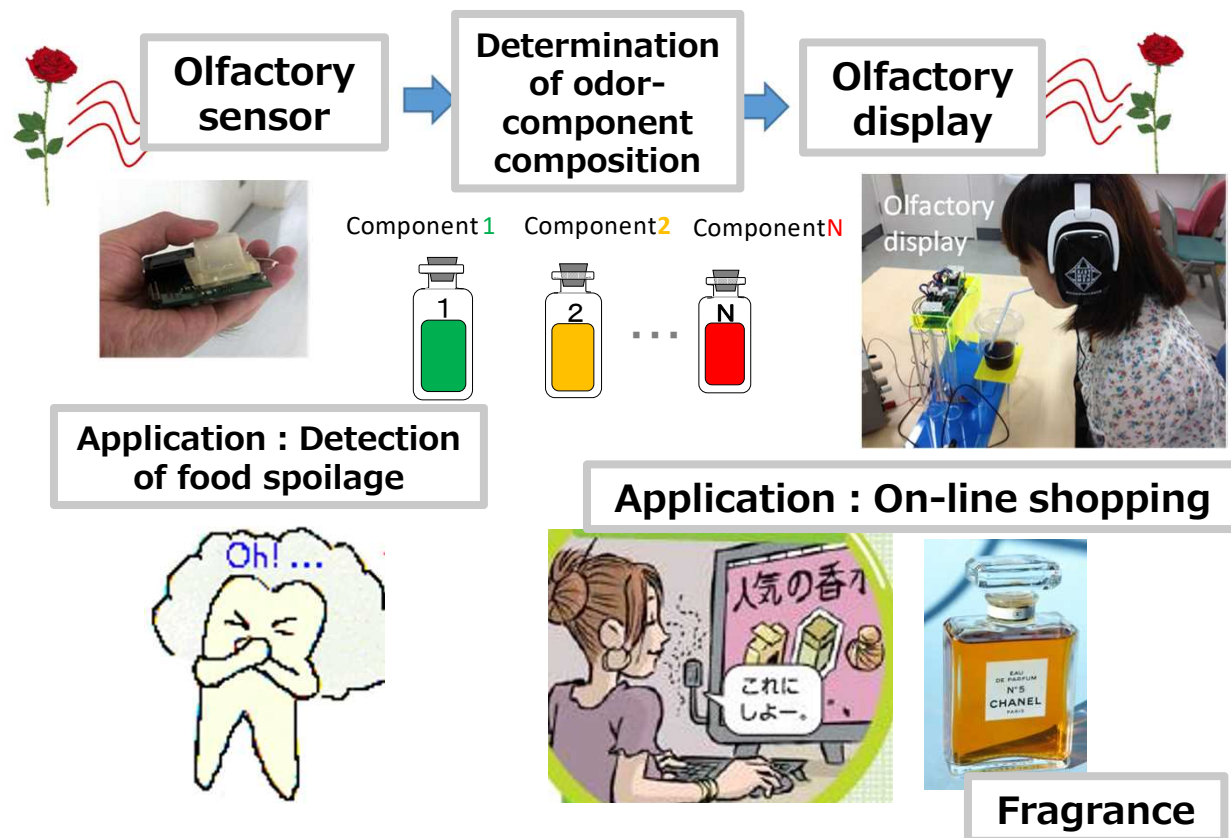 Olfactory
sensor
Determination
of odor-
component
composition
Olfactory
display
Component1
Component2
ComponentN
1
2
...
N
Olfactory
display
Application : Detection
of food spoilage
Application : On-line shopping
Oh! ...
人気の香水
これに
しよー。
EAU
DE PARFUM
N°5
CHANEL
PARIS
Fragrance